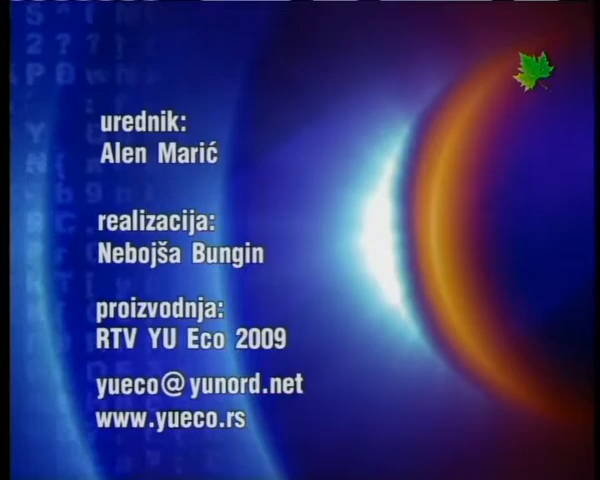 urednik:
Alen Marić
realizacija:
Nebojša Bungin
proizvodnja:
RTV YU Eco 2009
yueco@yunord.net
www.yueco.rs